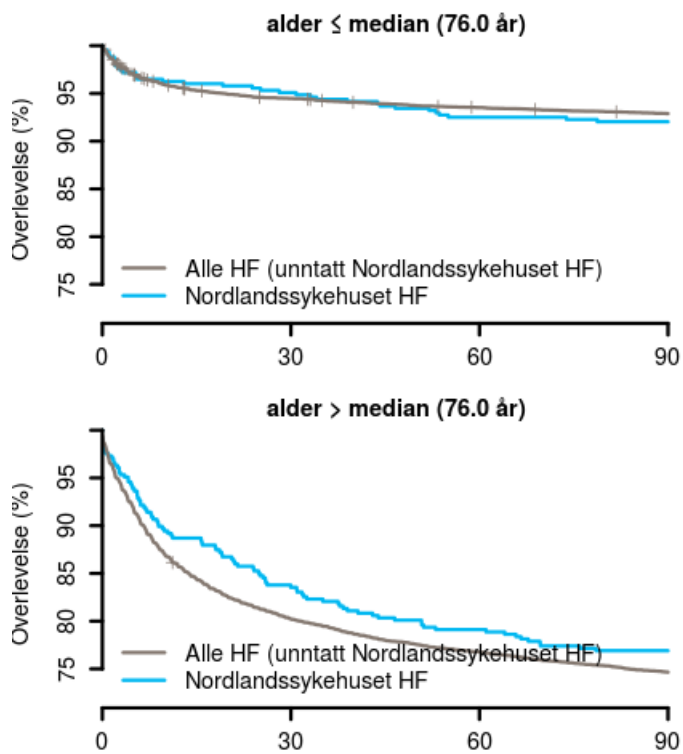 alder ≤ median (76.0 år)
Overlevelse (%)
95
90
85
80
75
Alle HF (unntatt Nordlandssykehuset HF)
Nordlandssykehuset HF
0 30 60 90
alder > median (76.0 år)
Overlevelse (%)
95
90
85
80
75
Alle HF (unntatt Nordlandssykehuset HF)
Nordlandssykehuset HF
0 30 60 90